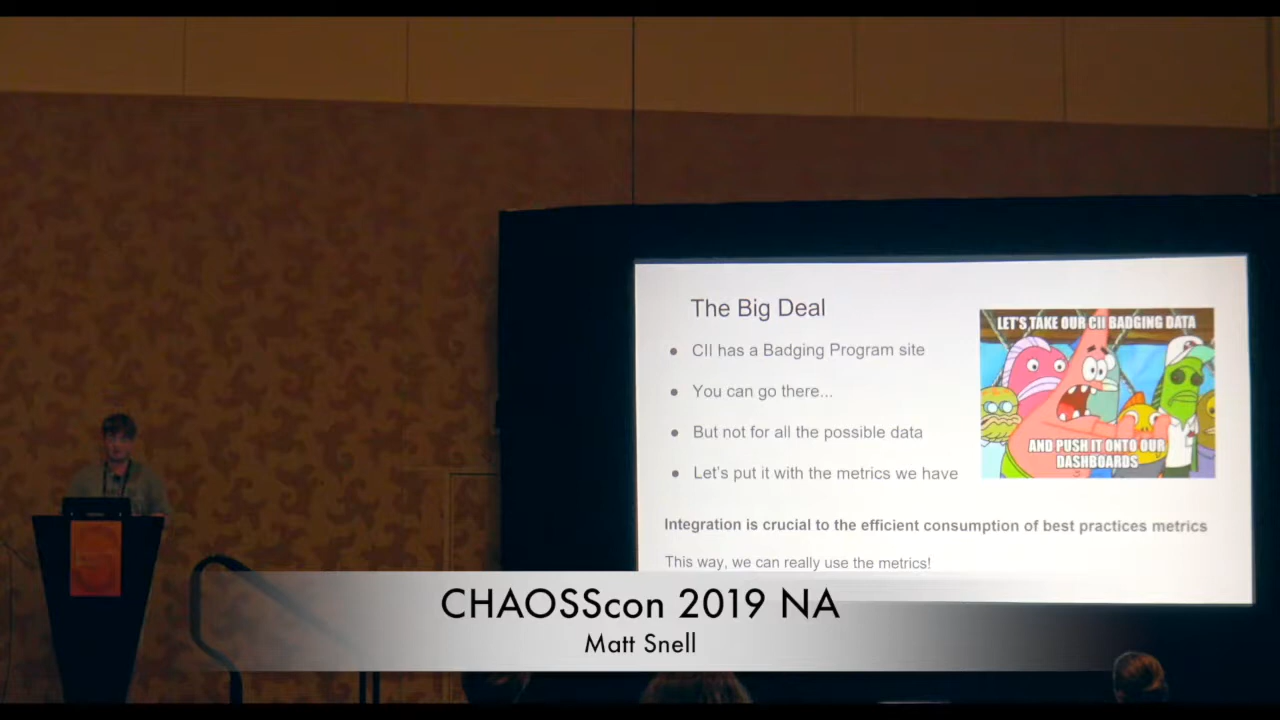 The Big Deal
CII has a Badging Program site
You can go there...
But not for all the possible data
Let's put it with the metrics we have
LET'S TAKE OUR CII BADGING DATA
AND PUSH IT ONTO OUR
DASHBOARDS
Integration is crucial to the efficient consumption of best practices metrics
This way, we can really use the metrics!
CHAOSScon 2019 NA
Matt Snell